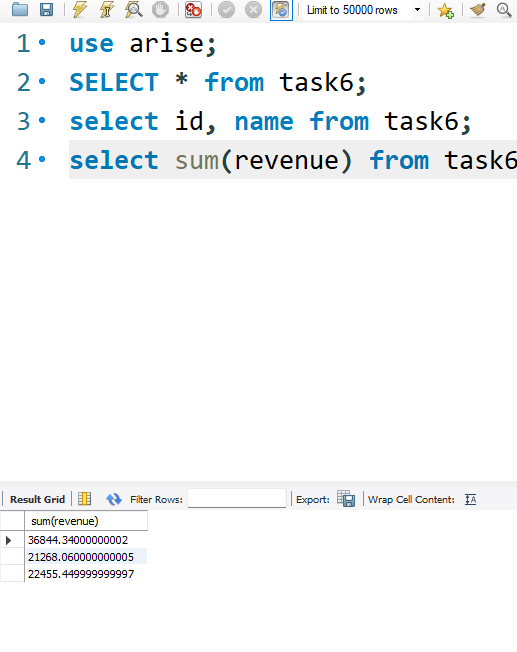 Limit to 50000 rows
1 use arise;
2 SELECT * from task6;
3 select id, name from task6;
4 select sum(revenue) from task6
Result Grid Filter Rows: Export: Wrap Cell Content:
sum(revenue)
36844.34000000002
21268.060000000005
22455.449999999997